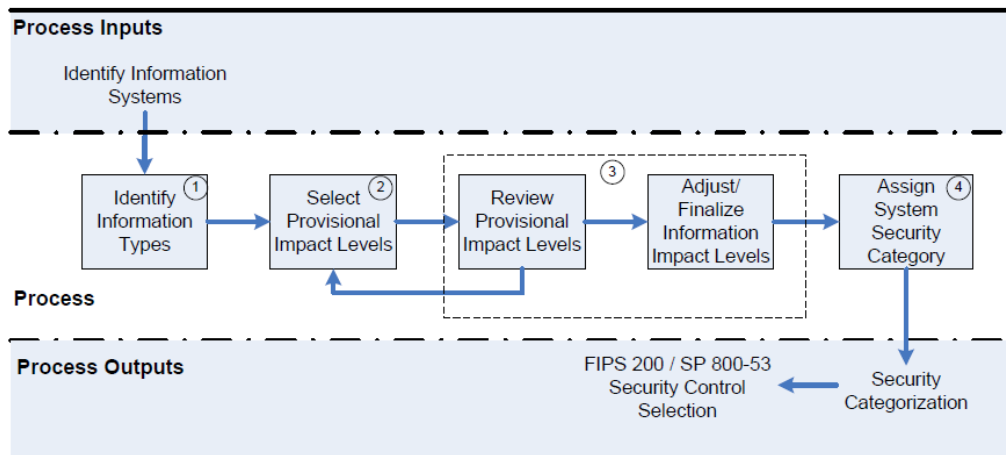 Process Inputs
Identify Information
Systems
1
Identify
Information
Types
2
Select
Provisional
Impact Levels
3
Review
Provisional
Impact Levels
Adjust/
Finalize
Information
Impact Levels
4
Assign
System
Security
Category
Process
Process Outputs
FIPS 200 / SP 800-53
Security Control
Selection
Security
Categorization